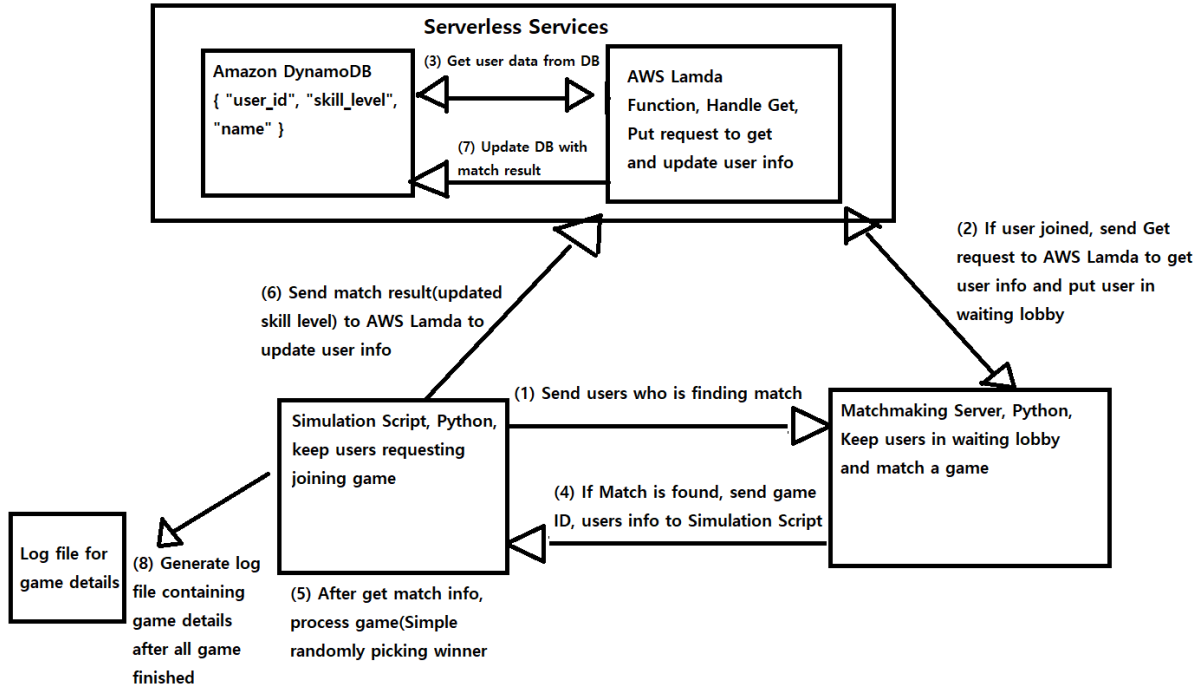 Serverless Services
Amazon DynamoDB
{ "user_id", "skill_level",
"name" }
(3) Get user data from DB
(7) Update DB with
match result
AWS Lamda
Function, Handle Get,
Put request to get
and update user info
(2) If user joined, send Get
request to AWS Lamda to get
user info and put user in
waiting lobby
(6) Send match result(updated
skill level) to AWS Lamda to
update user info
(1) Send users who is finding match
Simulation Script, Python,
keep users requesting
joining game
Matchmaking Server, Python,
Keep users in waiting lobby
and match a game
(4) If Match is found, send game
ID, users info to Simulation Script
Log file for
game details
(8) Generate log
file containing
game details
after all game
finished
(5) After get match info,
process game(Simple
randomly picking winner